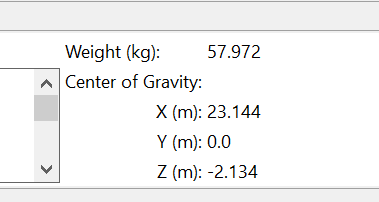 Weight (kg): 57.972
Center of Gravity:
X (m): 23.144
Y (m): 0.0
Z (m): -2.134